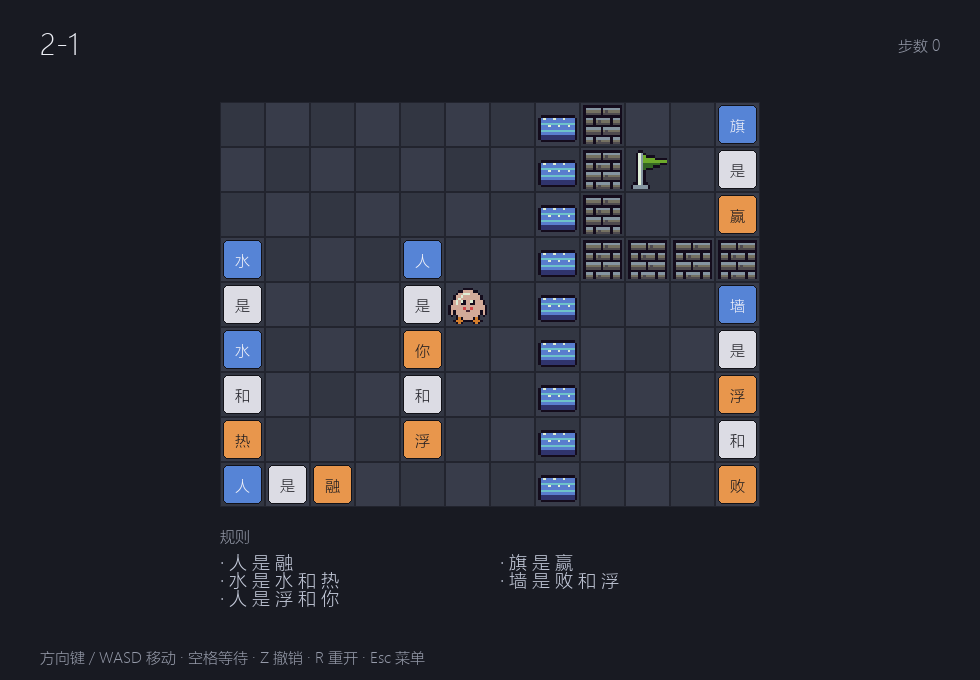 2-1
步数 0
旗
是
赢
水 人
是 是 墙
水 你 是
和 和 浮
热 浮 和
人 是 融 败
规则
· 人 是 融
· 水 是 水 和 热
· 人 是 浮 和 你
· 旗 是 赢
· 墙 是 败 和 浮
方向键 / WASD 移动 · 空格等待 · Z 撤销 · R 重开 · Esc 菜单